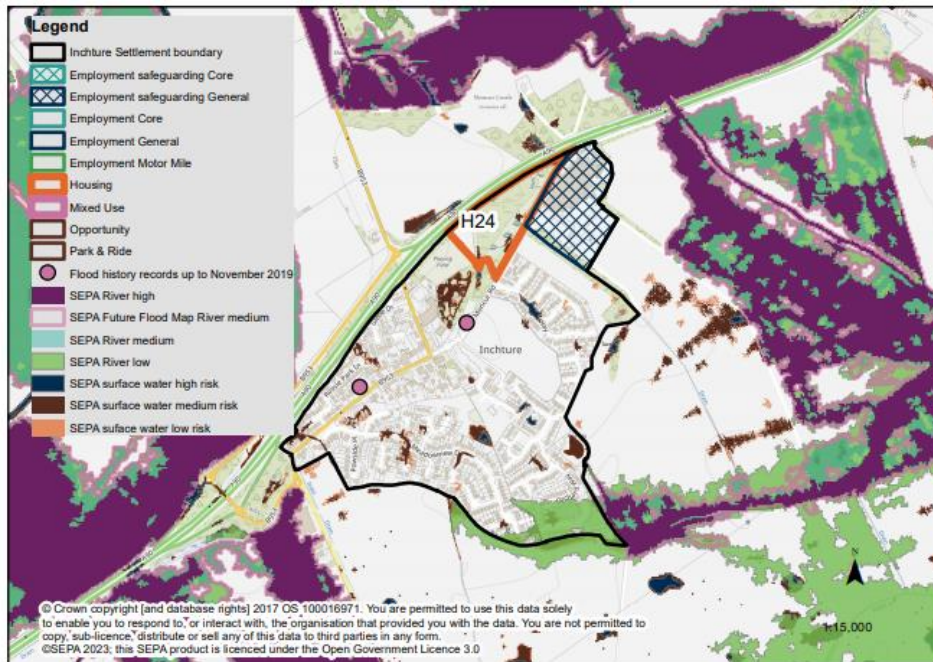 Legend
Inchture Settlement boundary
Employment safeguarding Core
Employment safeguarding General
Employment Core
Employment General
Employment Motor Mile
Housing
Mixed Use
Opportunity
Park & Ride
Flood history records up to November 2019
SEPA River high
SEPA Future Flood Map River medium
SEPA River medium
SEPA River low
SEPA surface water high risk
SEPA surface water medium risk
SEPA suface water low risk
A90
B953
H24
Playing Field
Inchture
B953
A90
N
1:15,000
© Crown copyright [and database rights] 2017 OS 100016971. You are permitted to use this data solely
to enable you to respond to, or interact with, the organisation that provided you with the data. You are not permitted to
copy, sub-licence, distribute or sell any of this data to third parties in any form.
©SEPA 2023; this SEPA product is licenced under the Open Government Licence 3.0